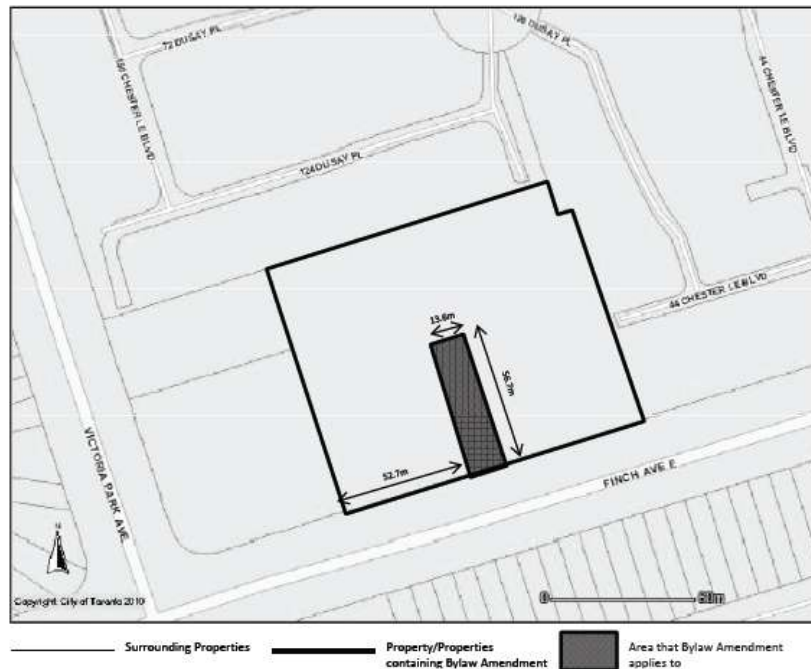 72 DUSAY PL
128 DUSAY PL
150 CHESTER LE BLVD
44 CHESTER LE BLVD
124 DUSAY PL
44 CHESTER LE BLVD
13.6m
56.7m
52.7m
VICTORIA PARK AVE
FINCH AVE E
Copyright: City of Toronto 2010
0
Surrounding Properties
Property/Properties
containing Bylaw Amendment
Area that Bylaw Amendment
applies to